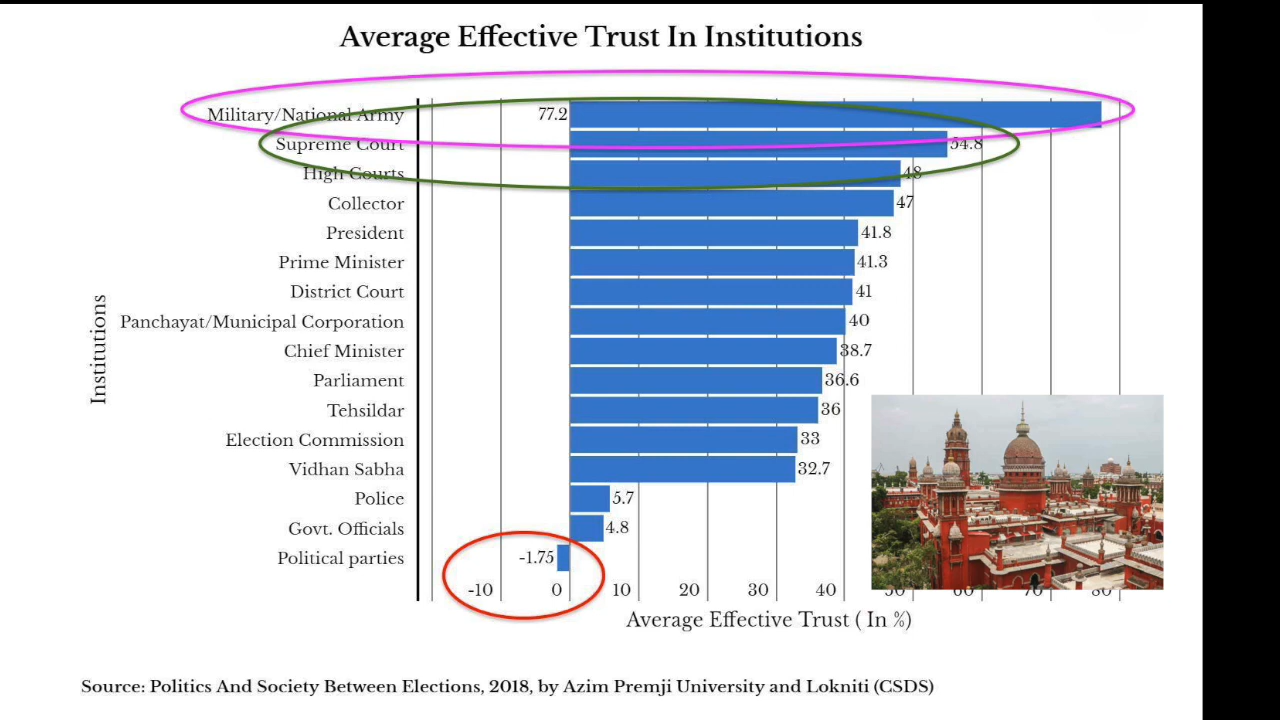 Average Effective Trust In Institutions
Military/National Army 77.2
Supreme Court 54.8
High Courts 48
Collector 47
President 41.8
Prime Minister 41.3
District Court 41
Panchayat/Municipal Corporation 40
Chief Minister 38.7
Parliament 36.6
Tehsildar 36
Election Commission 33
Vidhan Sabha 32.7
Police 5.7
Govt. Officials 4.8
Political parties -1.75
Institutions
-10 0 10 20 30 40 50 60 70 80
Average Effective Trust ( In %)
Source: Politics And Society Between Elections, 2018, by Azim Premji University and Lokniti (CSDS)